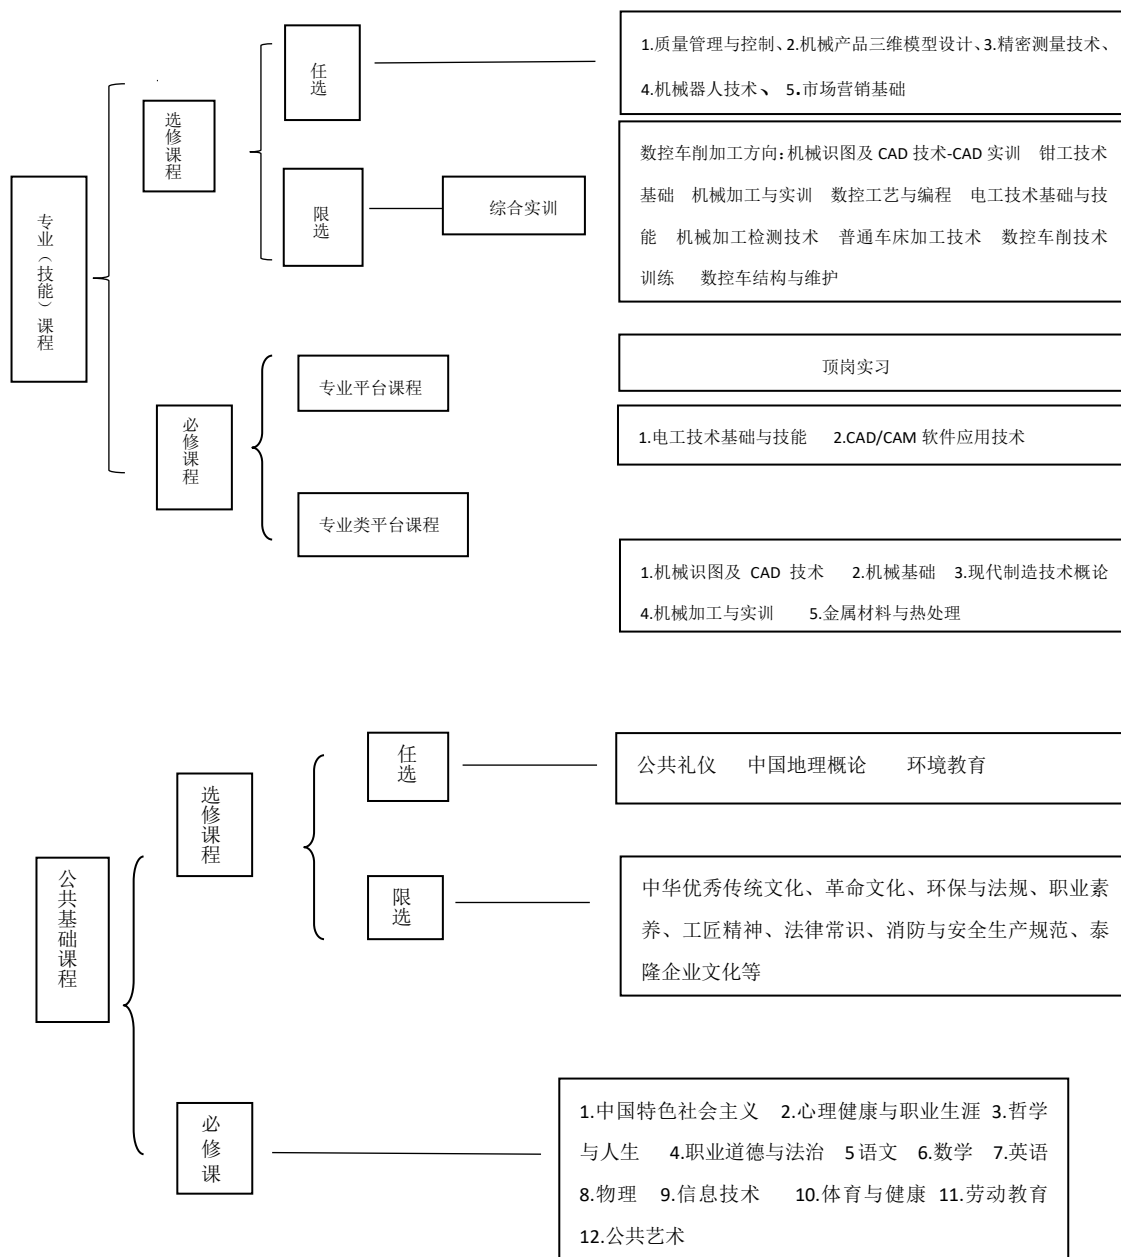 1.质量管理与控制、2.机械产品三维模型设计、3.精密测量技术、
4.机械器人技术、 5.市场营销基础
任选
选修课程
数控车削加工方向：机械识图及 CAD 技术-CAD 实训 钳工技术
基础 机械加工与实训 数控工艺与编程 电工技术基础与技
能 机械加工检测技术 普通车床加工技术 数控车削技术
训练 数控车结构与维护
限选
综合实训
专业（技能）课程
顶岗实习
专业平台课程
必修课程
1.电工技术基础与技能 2.CAD/CAM 软件应用技术
专业类平台课程
1.机械识图及 CAD 技术 2.机械基础 3.现代制造技术概论
4.机械加工与实训 5.金属材料与热处理
任选
公共礼仪 中国地理概论 环境教育
选修课程
限选
中华优秀传统文化、革命文化、环保与法规、职业素
养、工匠精神、法律常识、消防与安全生产规范、泰
隆企业文化等
公共基础课程
必修课
1.中国特色社会主义 2.心理健康与职业生涯 3.哲学
与人生 4.职业道德与法治 5语文 6.数学 7.英语
8.物理 9.信息技术 10.体育与健康 11.劳动教育
12.公共艺术